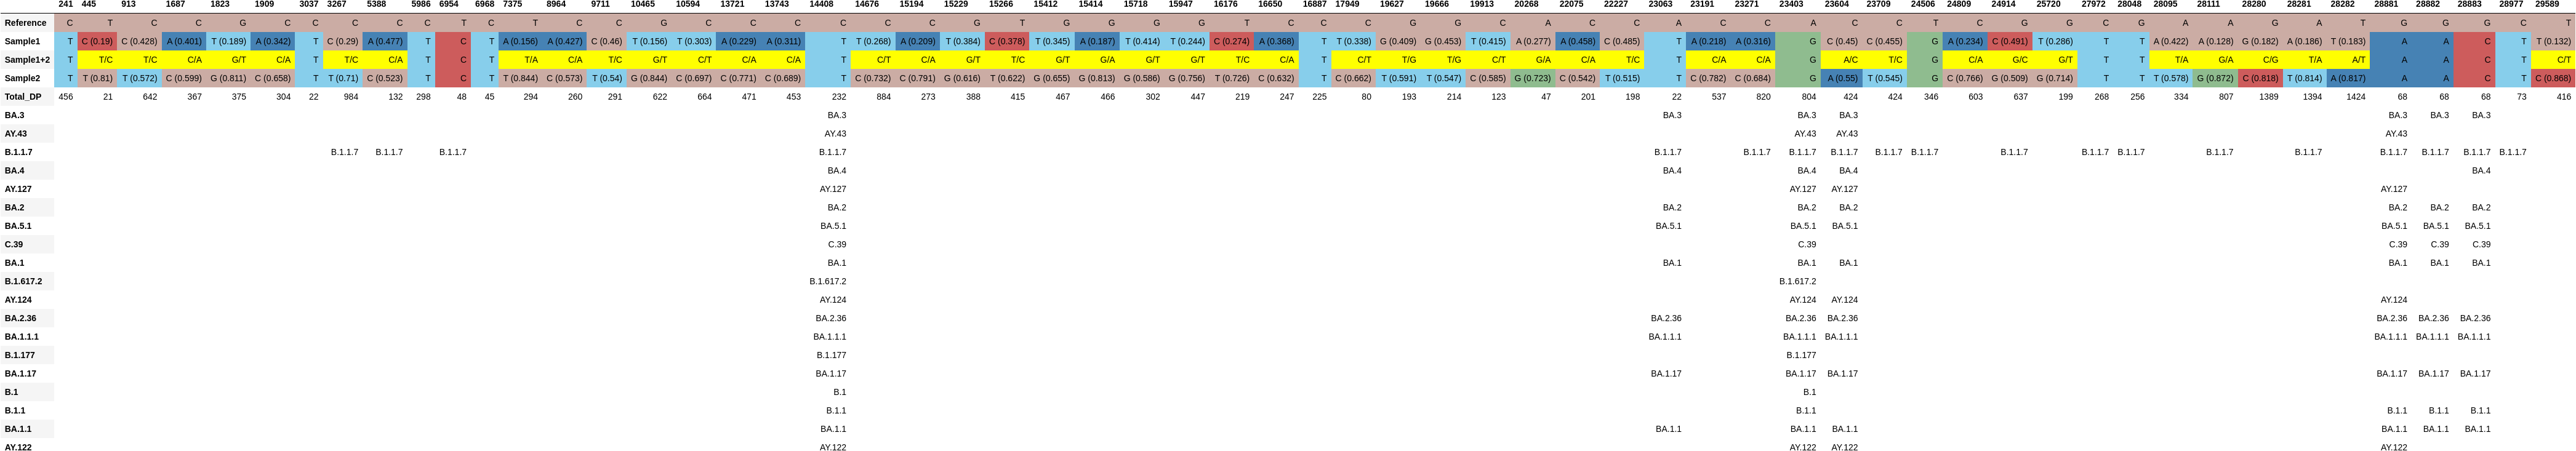 241 445 913 1687 1823 1909 3037 3267 5388 5986 6954 6968 7375 8964 9711 10465 10594 13721 13743 14408 14676 15194 15229 15266 15412 15414 15718 15947 16176 16650 16887 17949 19627 19666 19913 20268 22075 22227 23063 23191 23271 23403 23604 23709 24506 24809 24914 25720 27972 28048 28095 28111 28280 28281 28282 28881 28882 28883 28977 29589
Reference C T C C G C C C C C T C T C C G C C C C C C G T G G G G T C C C G G C A C C A C C A C C T C G G C G A A G A T G G G C T
Sample1 T C (0.19) C (0.428) A (0.401) T (0.189) A (0.342) T C (0.29) A (0.477) T C T A (0.156) A (0.427) C (0.46) T (0.156) T (0.303) A (0.229) A (0.311) T T (0.268) A (0.209) T (0.384) C (0.378) T (0.345) A (0.187) T (0.414) T (0.244) C (0.274) A (0.368) T T (0.338) G (0.409) G (0.453) T (0.415) A (0.277) A (0.458) C (0.485) T A (0.218) A (0.316) G C (0.45) C (0.455) G A (0.234) C (0.491) T (0.286) T T A (0.422) A (0.128) G (0.182) A (0.186) T (0.183) A A C T T (0.132)
Sample1+2 T T/C T/C C/A G/T C/A T T/C C/A T C T T/A C/A T/C G/T C/T C/A C/A T C/T C/A G/T T/C G/T G/A G/T G/T T/C C/A T C/T T/G T/G C/T G/A C/A T/C T C/A C/A G A/C T/C G C/A G/C G/T T T T/A G/A C/G T/A A/T A A C T C/T
Sample2 T T (0.81) T (0.572) C (0.599) G (0.811) C (0.658) T T (0.71) C (0.523) T C T T (0.844) C (0.573) T (0.54) G (0.844) C (0.697) C (0.771) C (0.689) T C (0.732) C (0.791) G (0.616) T (0.622) G (0.655) G (0.813) G (0.586) G (0.756) T (0.726) C (0.632) T C (0.662) T (0.591) T (0.547) C (0.585) G (0.723) C (0.542) T (0.515) T C (0.782) C (0.684) G A (0.55) T (0.545) G C (0.766) G (0.509) G (0.714) T T T (0.578) G (0.872) C (0.818) T (0.814) A (0.817) A A C T C (0.868)
Total_DP 456 21 642 367 375 304 22 984 132 298 48 45 294 260 291 622 664 471 453 232 884 273 388 415 467 466 302 447 219 247 225 80 193 214 123 47 201 198 22 537 820 804 424 424 346 603 637 199 268 256 334 807 1389 1394 1424 68 68 68 73 416
BA.3 BA.3 BA.3 BA.3 BA.3 BA.3 BA.3 BA.3
AY.43 AY.43 AY.43 AY.43 AY.43
B.1.1.7 B.1.1.7 B.1.1.7 B.1.1.7 B.1.1.7 B.1.1.7 B.1.1.7 B.1.1.7 B.1.1.7 B.1.1.7 B.1.1.7 B.1.1.7 B.1.1.7 B.1.1.7 B.1.1.7 B.1.1.7 B.1.1.7 B.1.1.7 B.1.1.7 B.1.1.7
BA.4 BA.4 BA.4 BA.4 BA.4 BA.4
AY.127 AY.127 AY.127 AY.127 AY.127
BA.2 BA.2 BA.2 BA.2 BA.2 BA.2 BA.2 BA.2
BA.5.1 BA.5.1 BA.5.1 BA.5.1 BA.5.1 BA.5.1 BA.5.1 BA.5.1
C.39 C.39 C.39 C.39 C.39 C.39
BA.1 BA.1 BA.1 BA.1 BA.1 BA.1 BA.1 BA.1
B.1.617.2 B.1.617.2 B.1.617.2
AY.124 AY.124 AY.124 AY.124 AY.124
BA.2.36 BA.2.36 BA.2.36 BA.2.36 BA.2.36 BA.2.36 BA.2.36 BA.2.36
BA.1.1.1 BA.1.1.1 BA.1.1.1 BA.1.1.1 BA.1.1.1 BA.1.1.1 BA.1.1.1 BA.1.1.1
B.1.177 B.1.177 B.1.177
BA.1.17 BA.1.17 BA.1.17 BA.1.17 BA.1.17 BA.1.17 BA.1.17 BA.1.17
B.1 B.1 B.1
B.1.1 B.1.1 B.1.1 B.1.1 B.1.1 B.1.1
BA.1.1 BA.1.1 BA.1.1 BA.1.1 BA.1.1 BA.1.1 BA.1.1 BA.1.1
AY.122 AY.122 AY.122 AY.122 AY.122